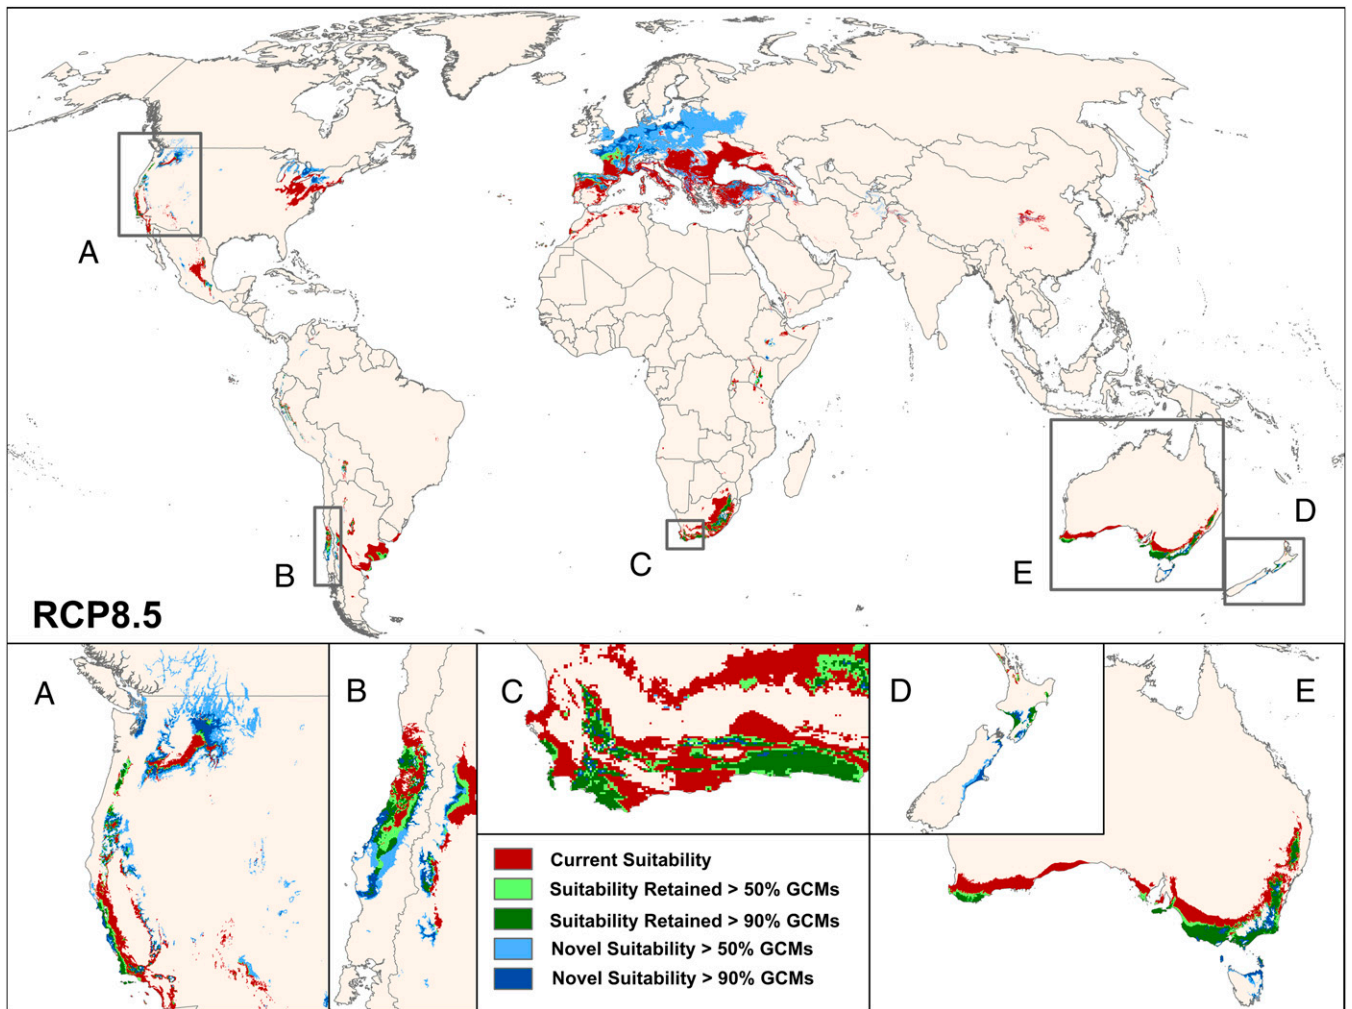 A
B
C
D
E
RCP8.5
A
B
C
D
E
Current Suitability
Suitability Retained > 50% GCMs
Suitability Retained > 90% GCMs
Novel Suitability > 50% GCMs
Novel Suitability > 90% GCMs